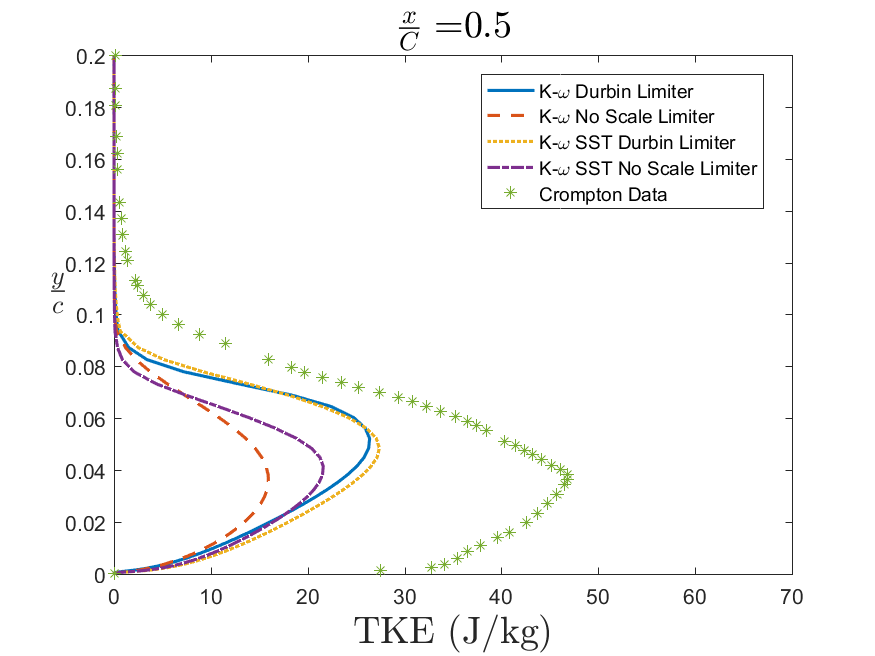 x/C =0.5
0.2
0.18
0.16
0.14
0.12
0.1
0.08
0.06
0.04
0.02
0
y/c
K-ω Durbin Limiter
K-ω No Scale Limiter
K-ω SST Durbin Limiter
K-ω SST No Scale Limiter
Crompton Data
0 10 20 30 40 50 60 70
TKE (J/kg)